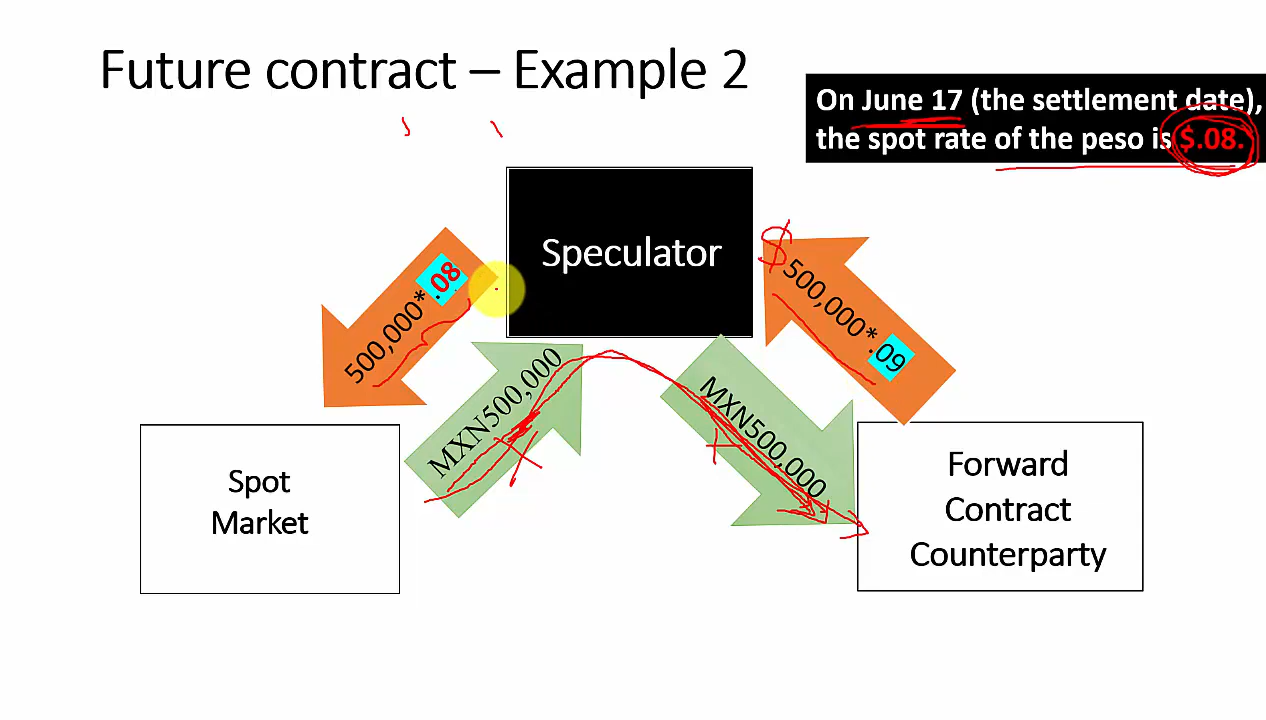 Future contract – Example 2
On June 17 (the settlement date),
the spot rate of the peso is $.08.
Speculator
500,000*.08
MXN500,000
$
500,000*.09
MXN500,000
Spot
Market
Forward
Contract
Counterparty